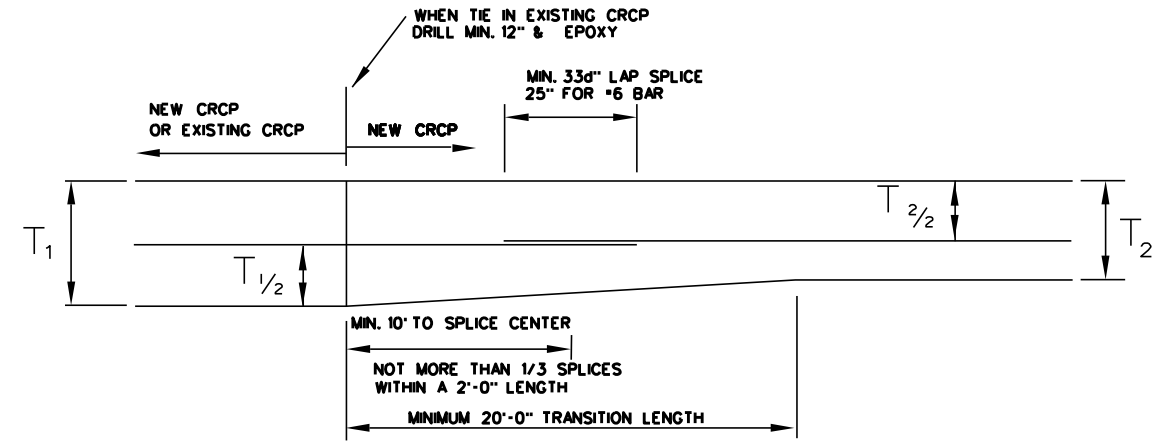 WHEN TIE IN EXISTING CRCP
DRILL MIN. 12" & EPOXY
MIN. 33d" LAP SPLICE
25" FOR #6 BAR
NEW CRCP
OR EXISTING CRCP
NEW CRCP
T1
T1/2
T2/2
T2
MIN. 10' TO SPLICE CENTER
NOT MORE THAN 1/3 SPLICES
WITHIN A 2'-0" LENGTH
MINIMUM 20'-0" TRANSITION LENGTH